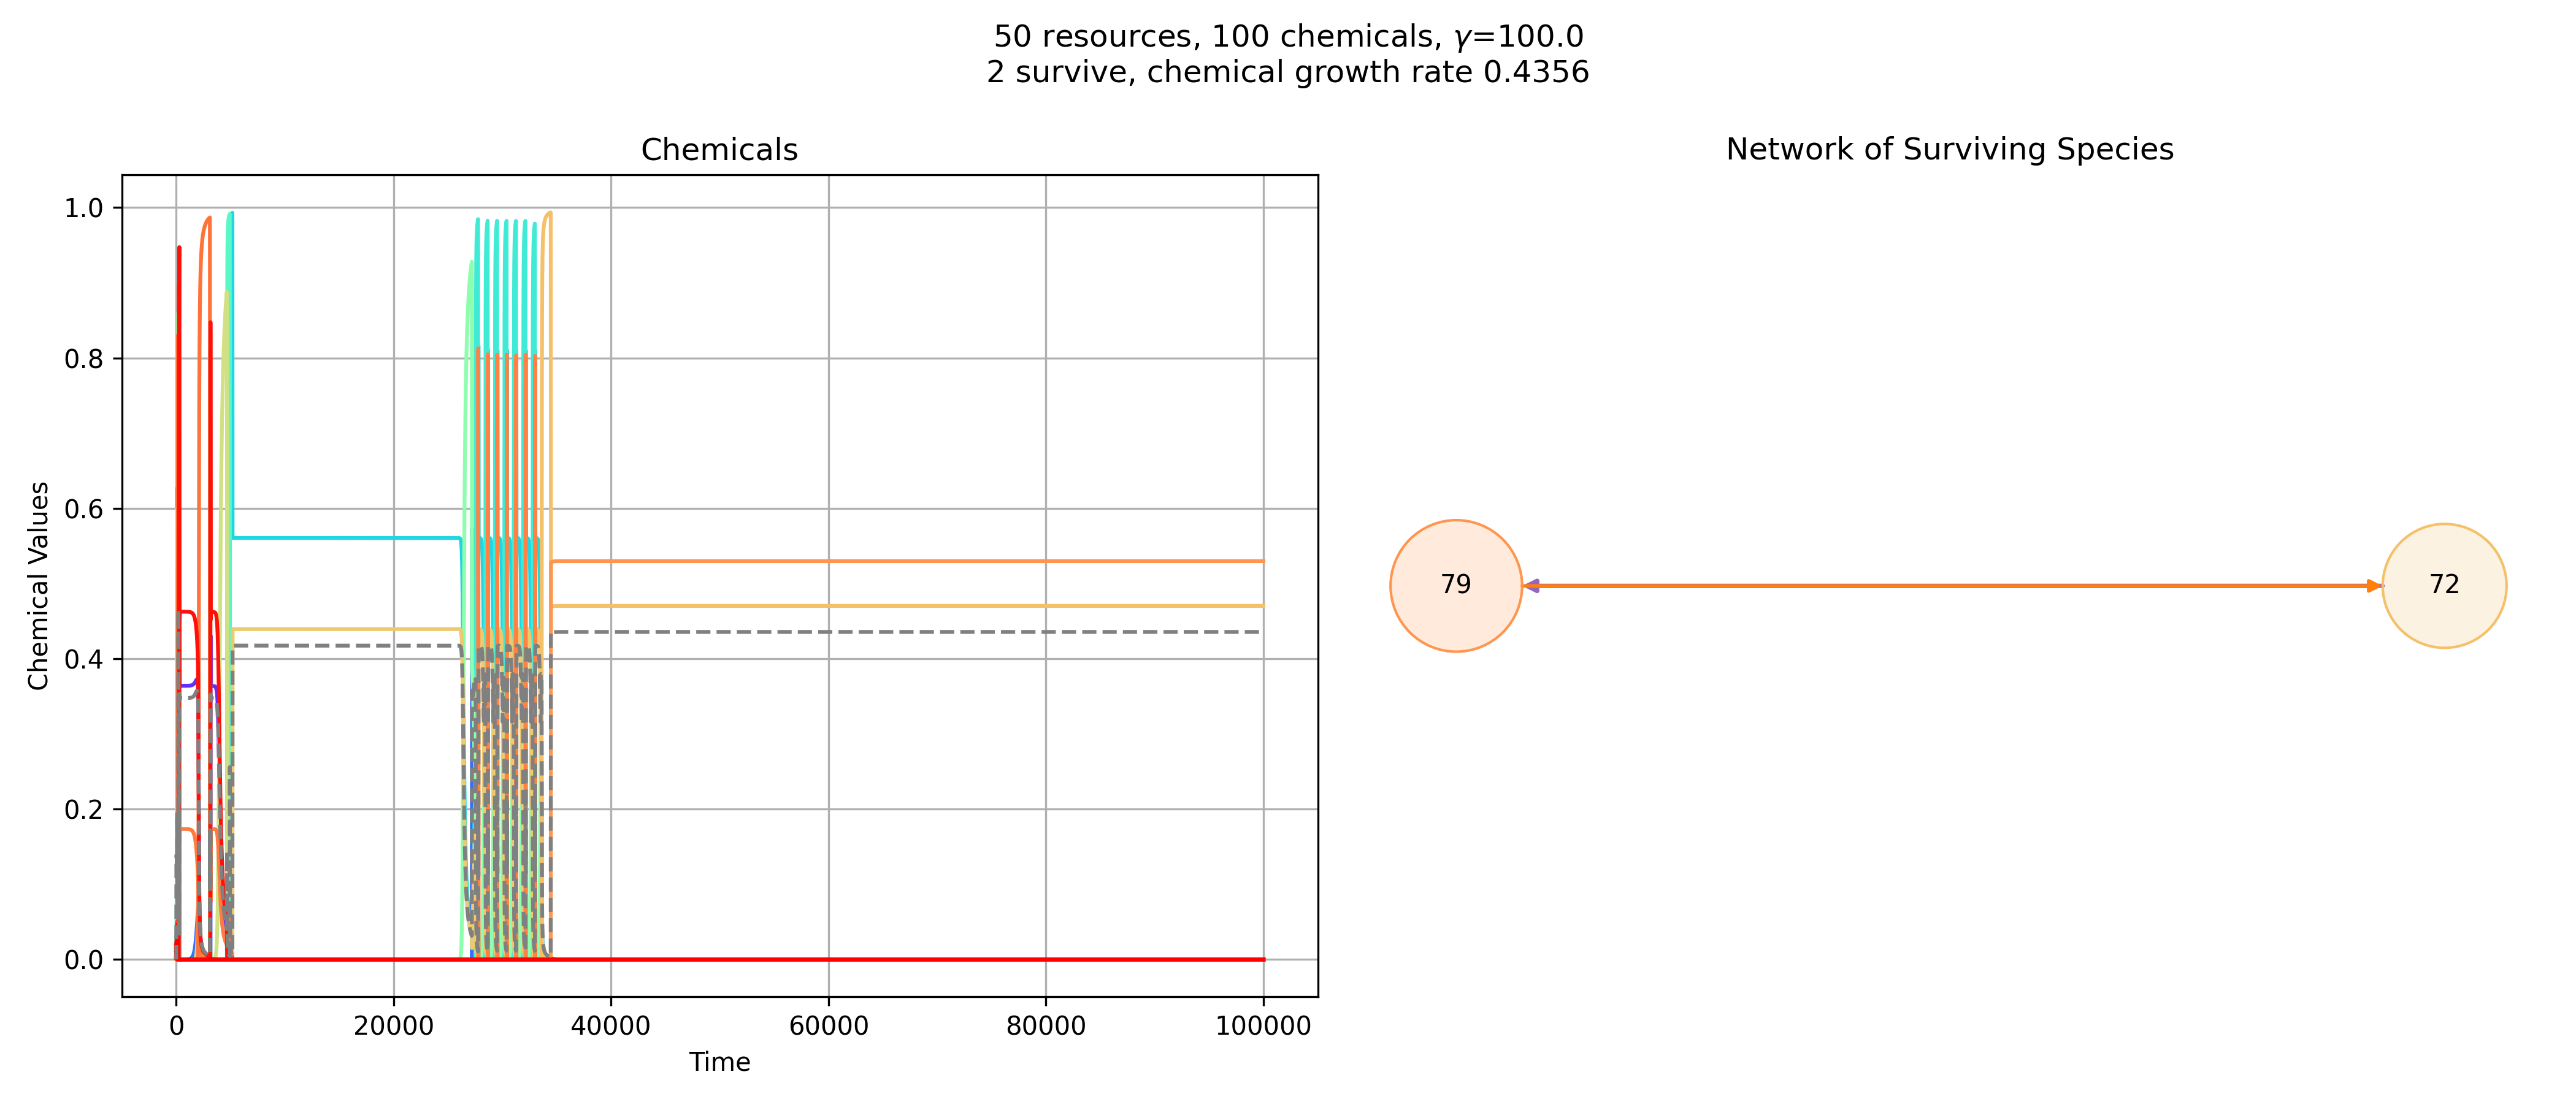 50 resources, 100 chemicals, γ=100.0
2 survive, chemical growth rate 0.4356
Chemicals
Network of Surviving Species
Chemical Values
1.0
0.8
0.6
0.4
0.2
0.0
0
20000
40000
60000
80000
100000
Time
79
72